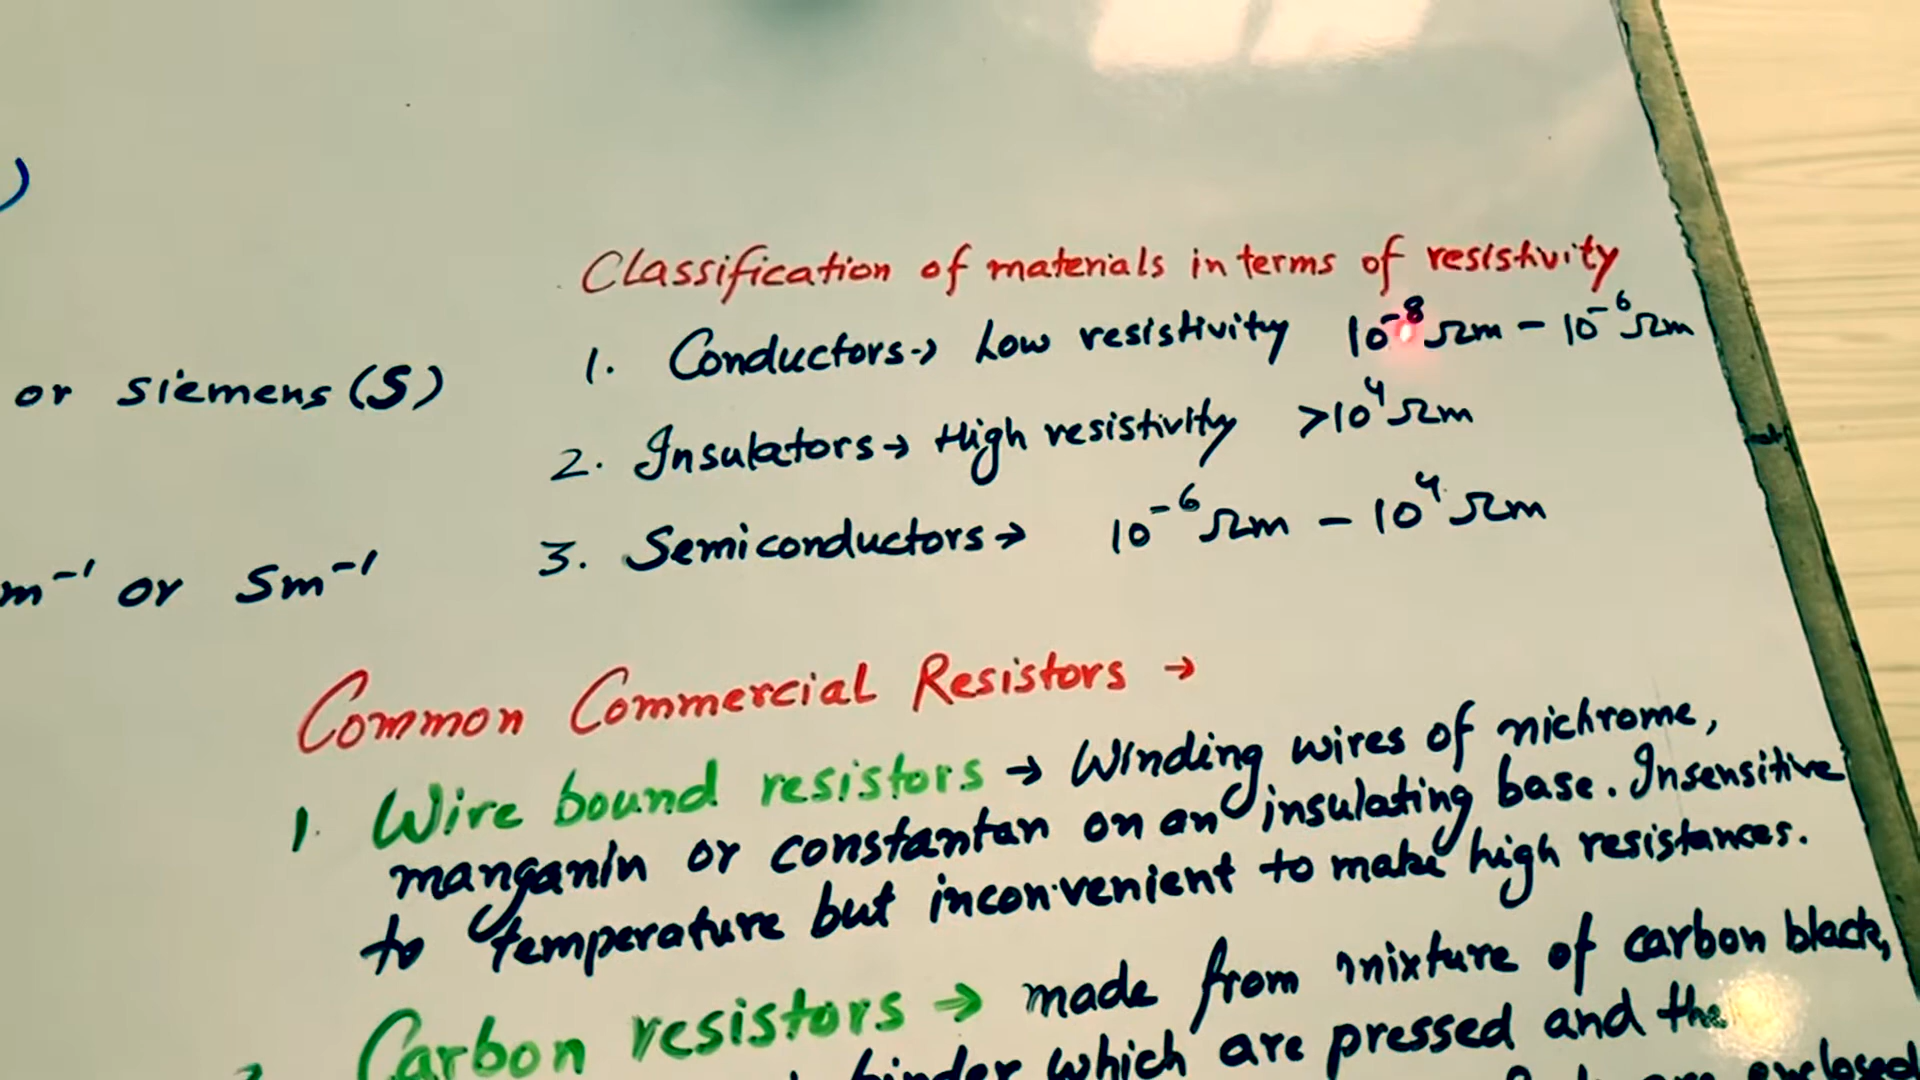 Classification of materials in terms of resistivity
1. Conductors → Low resistivity 10⁻⁸ Ωm – 10⁻⁶ Ωm
or siemens (S)
2. Insulators → High resistivity >10⁴ Ωm
3. Semiconductors → 10⁻⁶ Ωm – 10⁴ Ωm
m⁻¹ or Sm⁻¹
Common Commercial Resistors →
1. Wire bound resistors → Winding wires of nichrome,
manganin or constantan on an insulating base. Insensitive
to temperature but inconvenient to make high resistances.
Carbon resistors → made from mixture of carbon black,
binder which are pressed and the
enclosed